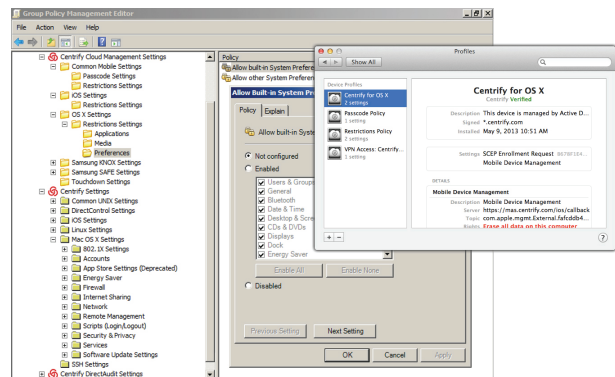 Group Policy Management Editor
File Action View Help
Centrify Cloud Management Settings
Common Mobile Settings
Passcode Settings
Restrictions Settings
iOS Settings
Restrictions Settings
OS X Settings
Restrictions Settings
Applications
Media
Preferences
Samsung KNOX Settings
Samsung SAFE Settings
Touchdown Settings
Centrify Settings
Common UNIX Settings
DirectControl Settings
iOS Settings
Linux Settings
Mac OS X Settings
802.1X Settings
Accounts
App Store Settings (Deprecated)
Energy Saver
Firewall
Internet Sharing
Network
Remote Management
Scripts (Login/Logout)
Security & Privacy
Services
Software Update Settings
SSH Settings
Centrify DirectAudit Settings
Policy
Allow built-in System Prefere
Allow other System Preferen
Allow Built-in System Pr
Policy Explain
Allow built-in Syste
Not configured
Enabled
Users & Groups
General
Bluetooth
Date & Time
Desktop & Scre
CDs & DVDs
Displays
Dock
Energy Saver
Enable All Enable None
Disabled
Previous Setting Next Setting
OK Cancel Apply
Profiles
Show All
Device Profiles
Centrify for OS X
2 settings
Passcode Policy
1 setting
Restrictions Policy
2 settings
VPN Access: Centrify...
1 setting
Centrify for OS X
Centrify Verified
Description This device is managed by Active D...
Signed *.centrify.com
Installed May 9, 2013 10:51 AM
Settings SCEP Enrollment Request
Mobile Device Management
DETAILS
Mobile Device Management
Description Mobile Device Management
Server https://mas.centrify.com/ios/callback
Topic com.apple.mgmt.External.fafcddb4...
Rights Erase all data on this computer